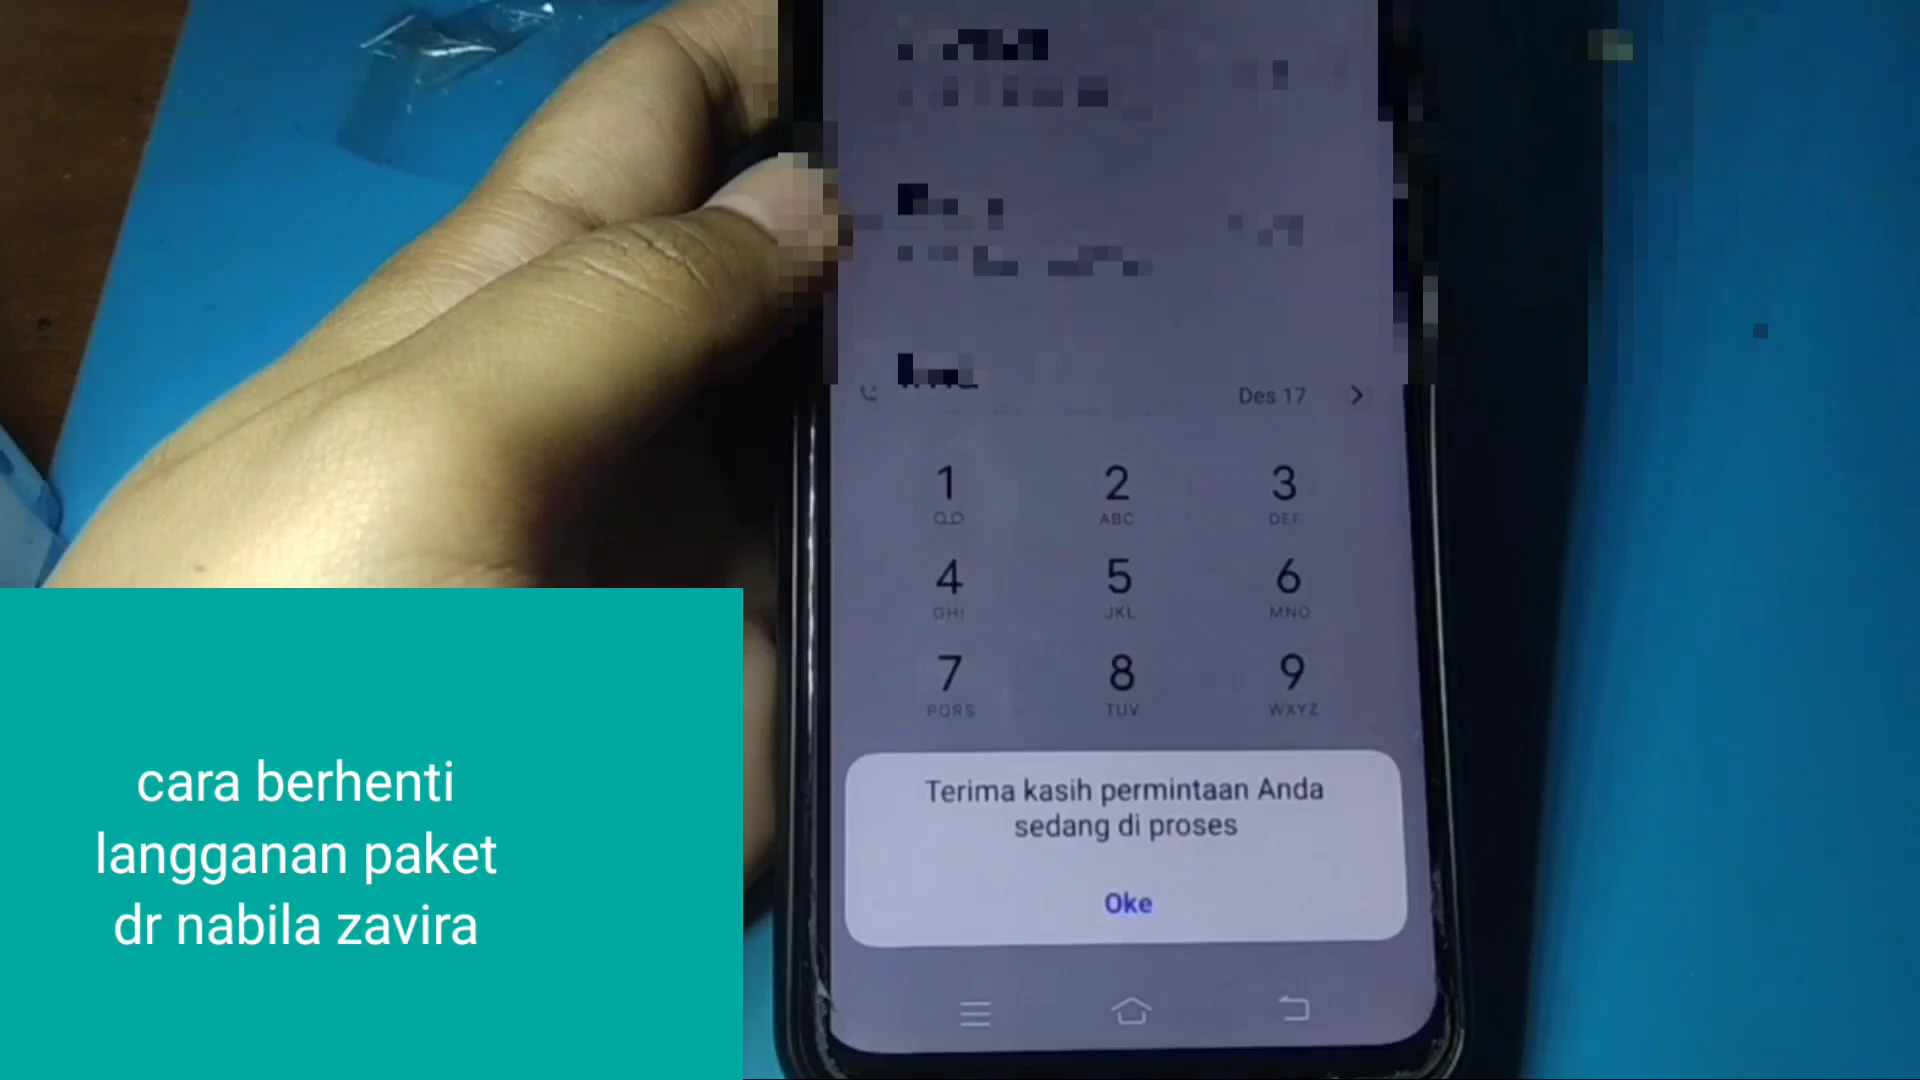 Des 17
1
2
ABC
3
DEF
4
GHI
5
JKL
6
MNO
7
PQRS
8
TUV
9
WXYZ
Terima kasih permintaan Anda
sedang di proses
Oke
cara berhenti
langganan paket
dr nabila zavira